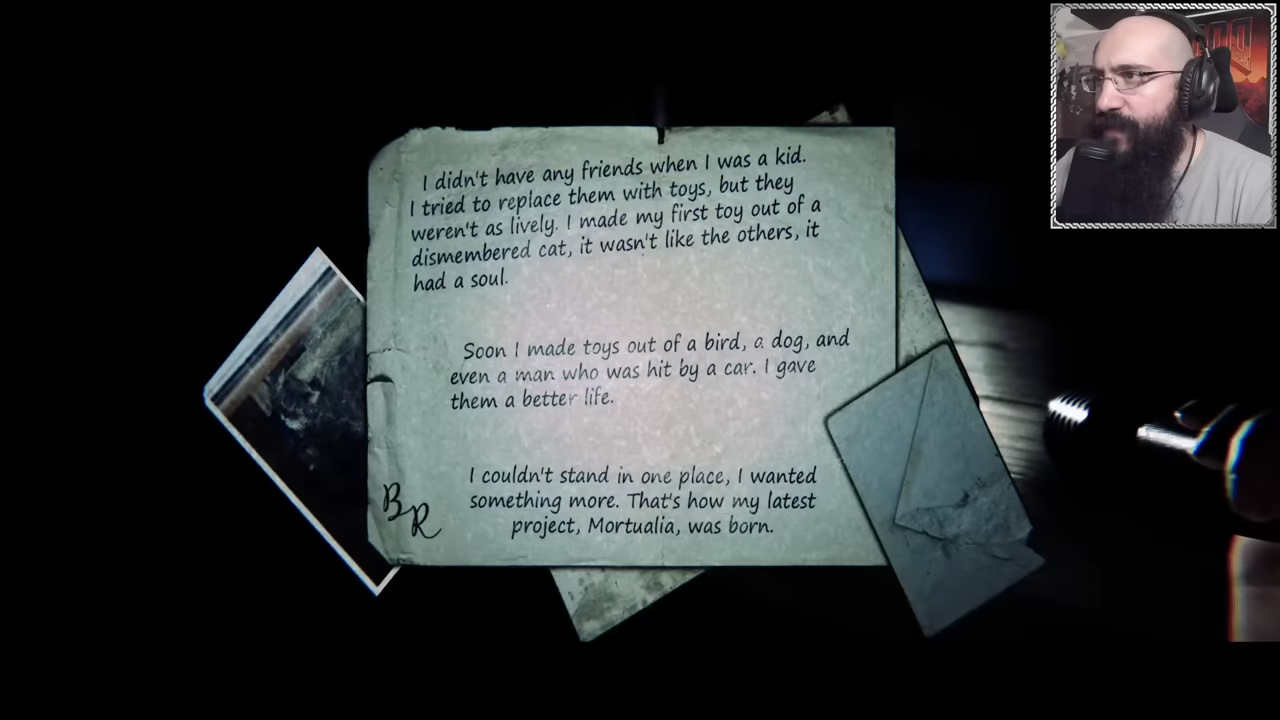 I didn't have any friends when I was a kid.
I tried to replace them with toys, but they
weren't as lively. I made my first toy out of a
dismembered cat, it wasn't like the others, it
had a soul.
Soon I made toys out of a bird, a dog, and
even a man who was hit by a car. I gave
them a better life.
I couldn't stand in one place, I wanted
something more. That's how my latest
project, Mortualia, was born.
BR